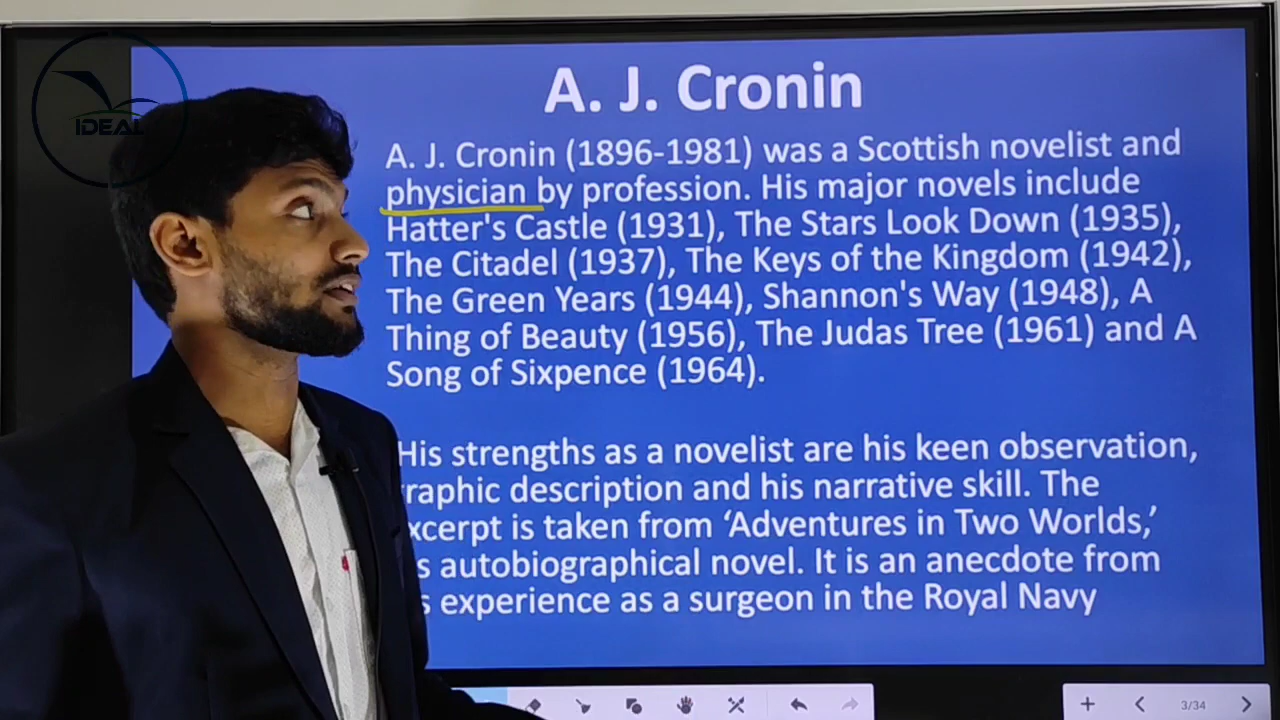 IDEAL
A. J. Cronin
A. J. Cronin (1896-1981) was a Scottish novelist and
physician by profession. His major novels include
Hatter's Castle (1931), The Stars Look Down (1935),
The Citadel (1937), The Keys of the Kingdom (1942),
The Green Years (1944), Shannon's Way (1948), A
Thing of Beauty (1956), The Judas Tree (1961) and A
Song of Sixpence (1964).
His strengths as a novelist are his keen observation,
raphic description and his narrative skill. The
xcerpt is taken from ‘Adventures in Two Worlds,’
s autobiographical novel. It is an anecdote from
s experience as a surgeon in the Royal Navy
3/34